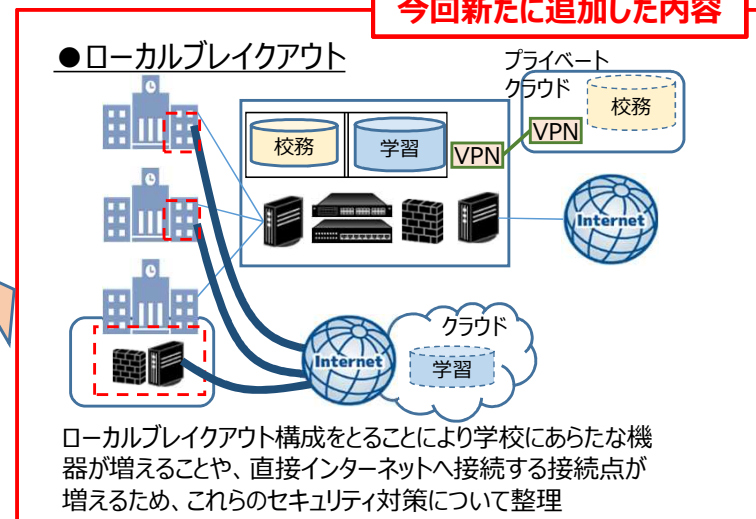 今回新たに追加した内容
●ローカルブレイクアウト
プライベート
クラウド
校務
校務
学習
VPN
VPN
Internet
クラウド
Internet
学習
ローカルブレイクアウト構成をとることにより学校にあらたな機
器が増えることや、直接インターネットへ接続する接続点が
増えるため、これらのセキュリティ対策について整理